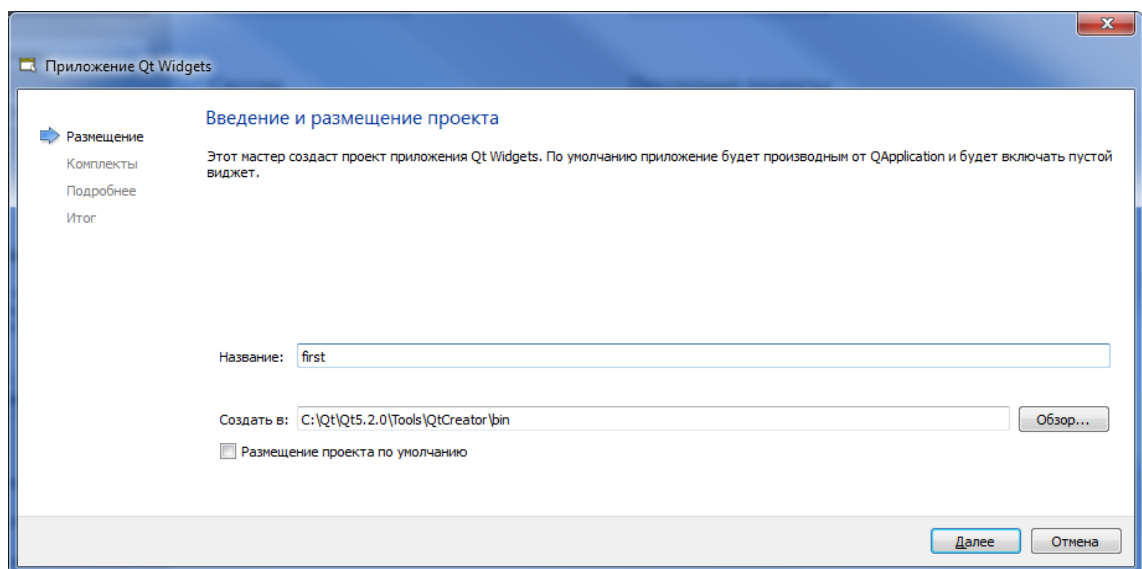 Приложение Qt Widgets
Размещение
Комплекты
Подробнее
Итог
Введение и размещение проекта
Этот мастер создаст проект приложения Qt Widgets. По умолчанию приложение будет производным от QApplication и будет включать пустой
виджет.
Название: first
Создать в: C:\Qt\Qt5.2.0\Tools\QtCreator\bin Обзор...
Размещение проекта по умолчанию
Далее Отмена